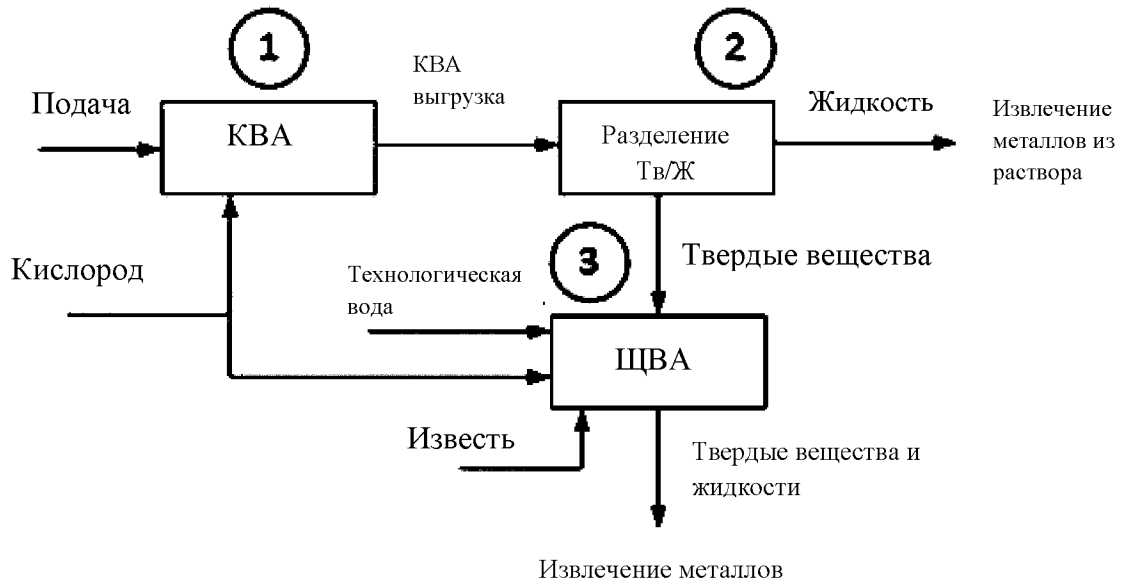 1
2
КВА
выгрузка
Подача
КВА
Разделение
Тв/Ж
Жидкость
Извлечение
металлов из
раствора
3
Твердые вещества
Кислород
Технологическая
вода
ЩВА
Известь
Твердые вещества и
жидкости
Извлечение металлов